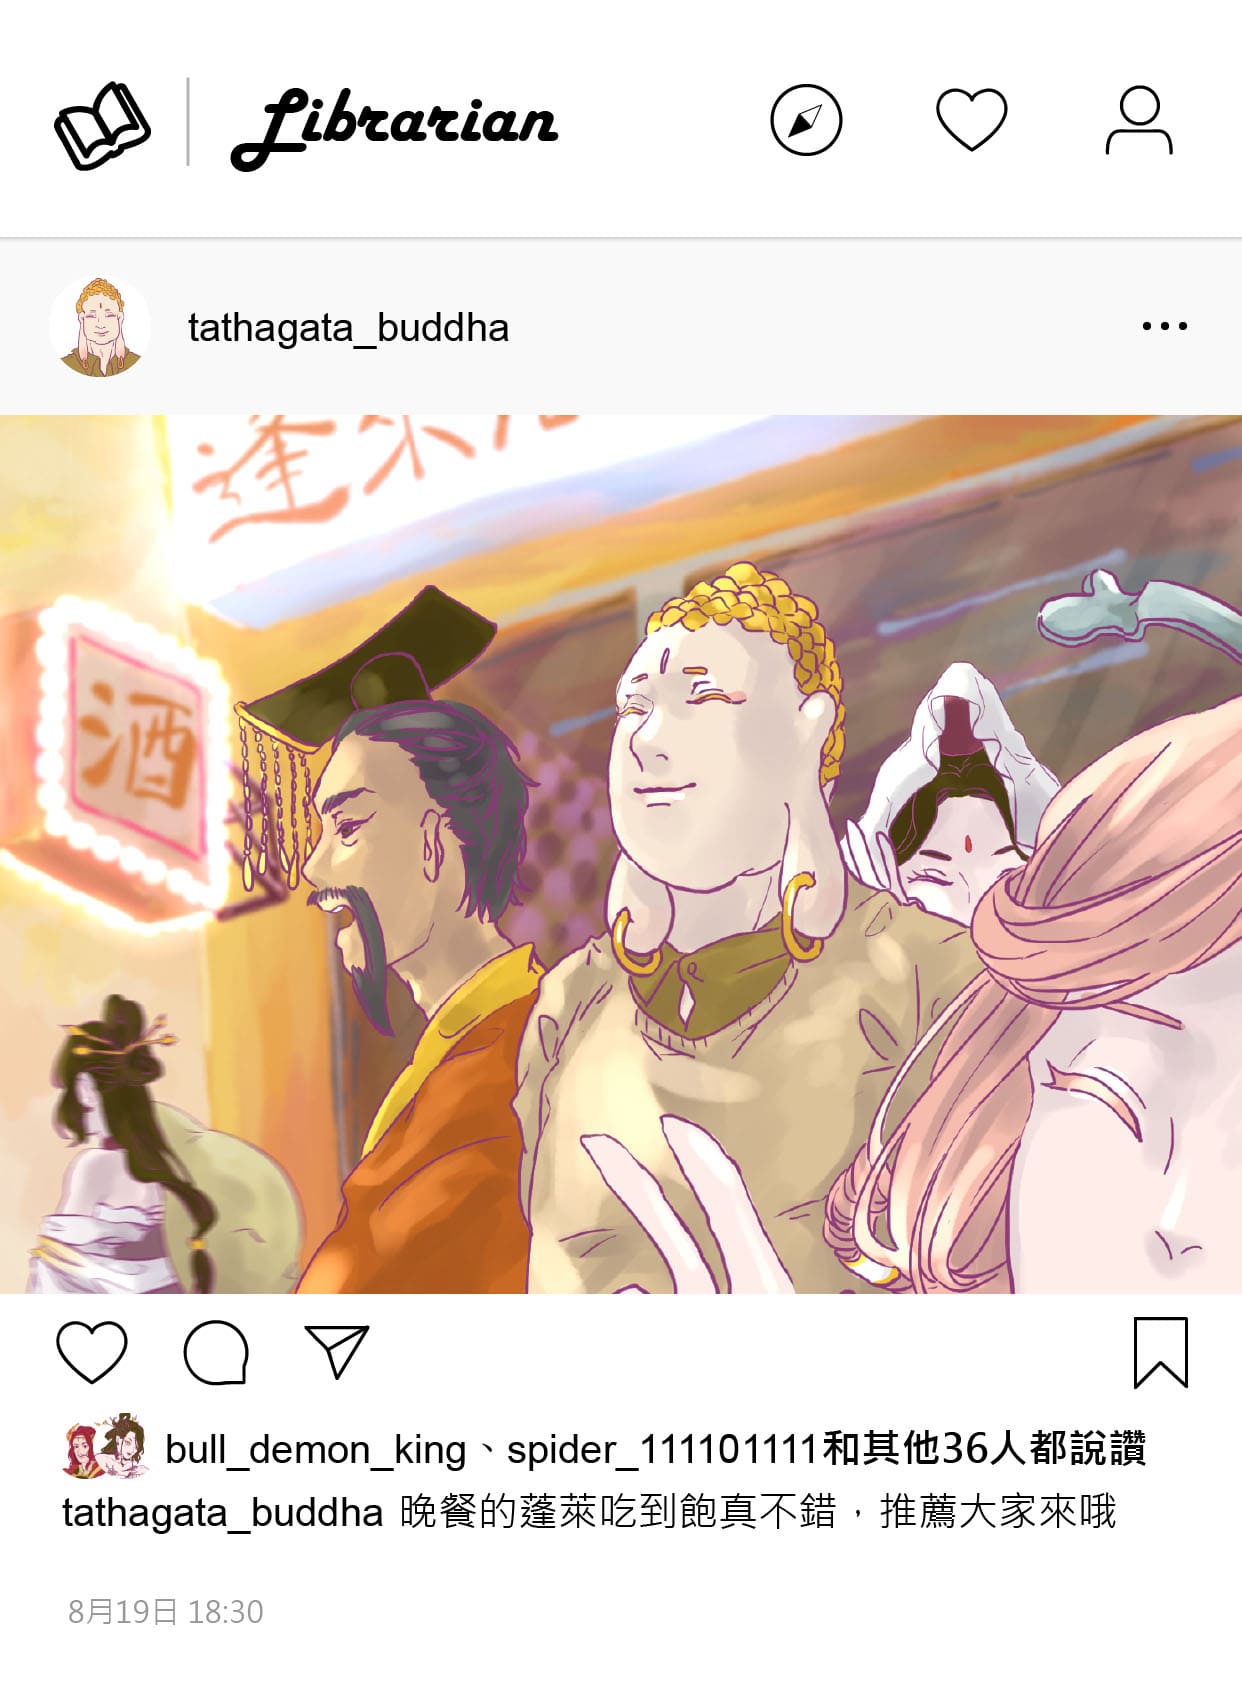 Librarian
tathagata_buddha
蓬萊
酒
bull_demon_king、spider_111101111和其他36人都說讚
tathagata_buddha 晚餐的蓬萊吃到飽真不錯，推薦大家來哦
8月19日 18:30